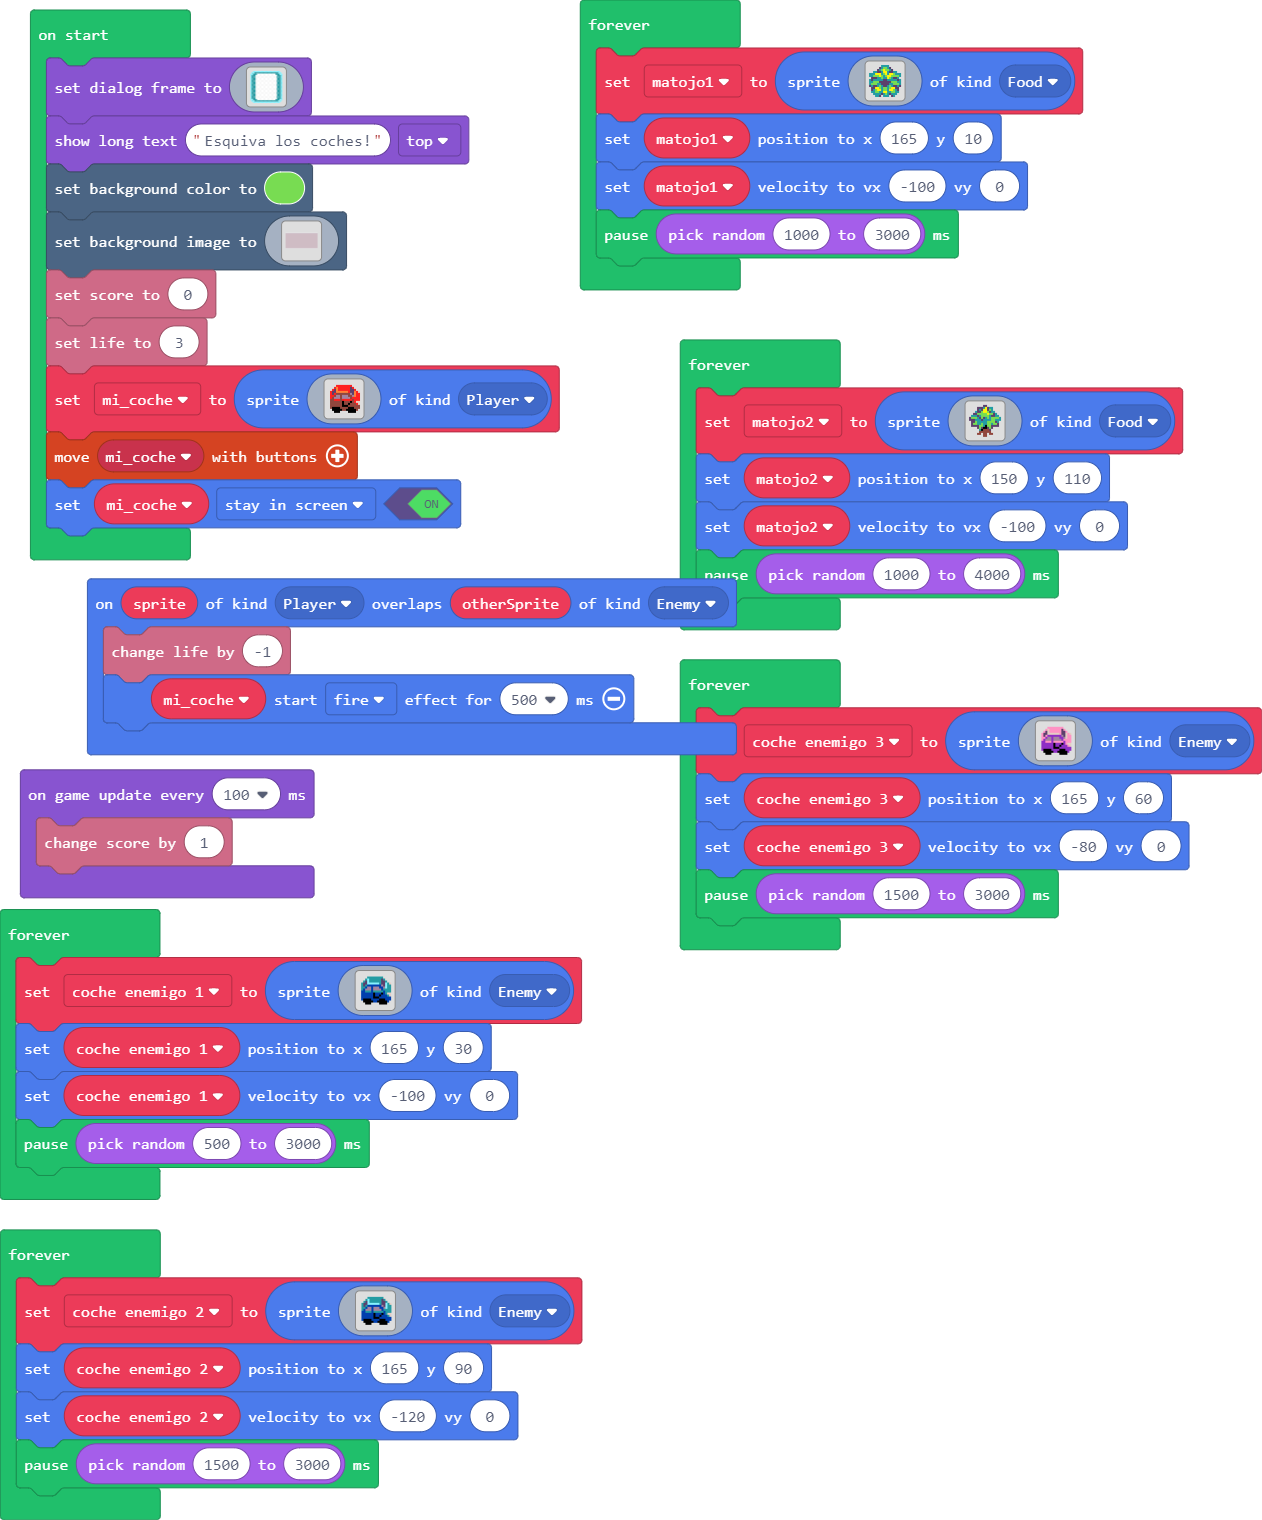 on start
set dialog frame to
show long text "Esquiva los coches!" top
set background color to
set background image to
set score to 0
set life to 3
set mi_coche to sprite of kind Player
move mi_coche with buttons
set mi_coche stay in screen ON
on sprite of kind Player overlaps otherSprite of kind Enemy
change life by -1
mi_coche start fire effect for 500 ms
on game update every 100 ms
change score by 1
forever
set coche enemigo 1 to sprite of kind Enemy
set coche enemigo 1 position to x 165 y 30
set coche enemigo 1 velocity to vx -100 vy 0
pause pick random 500 to 3000 ms
forever
set coche enemigo 2 to sprite of kind Enemy
set coche enemigo 2 position to x 165 y 90
set coche enemigo 2 velocity to vx -120 vy 0
pause pick random 1500 to 3000 ms
forever
set matojo1 to sprite of kind Food
set matojo1 position to x 165 y 10
set matojo1 velocity to vx -100 vy 0
pause pick random 1000 to 3000 ms
forever
set matojo2 to sprite of kind Food
set matojo2 position to x 150 y 110
set matojo2 velocity to vx -100 vy 0
pause pick random 1000 to 4000 ms
forever
coche enemigo 3 to sprite of kind Enemy
set coche enemigo 3 position to x 165 y 60
set coche enemigo 3 velocity to vx -80 vy 0
pause pick random 1500 to 3000 ms